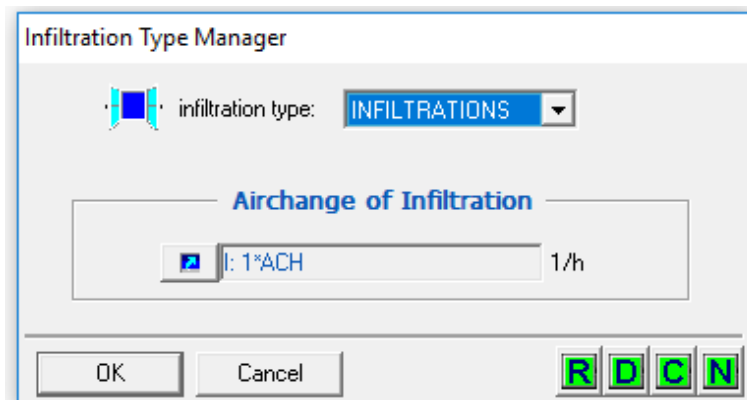 Infiltration Type Manager
infiltration type: INFILTRATIONS
Airchange of Infiltration
I: 1*ACH 1/h
OK Cancel R D C N